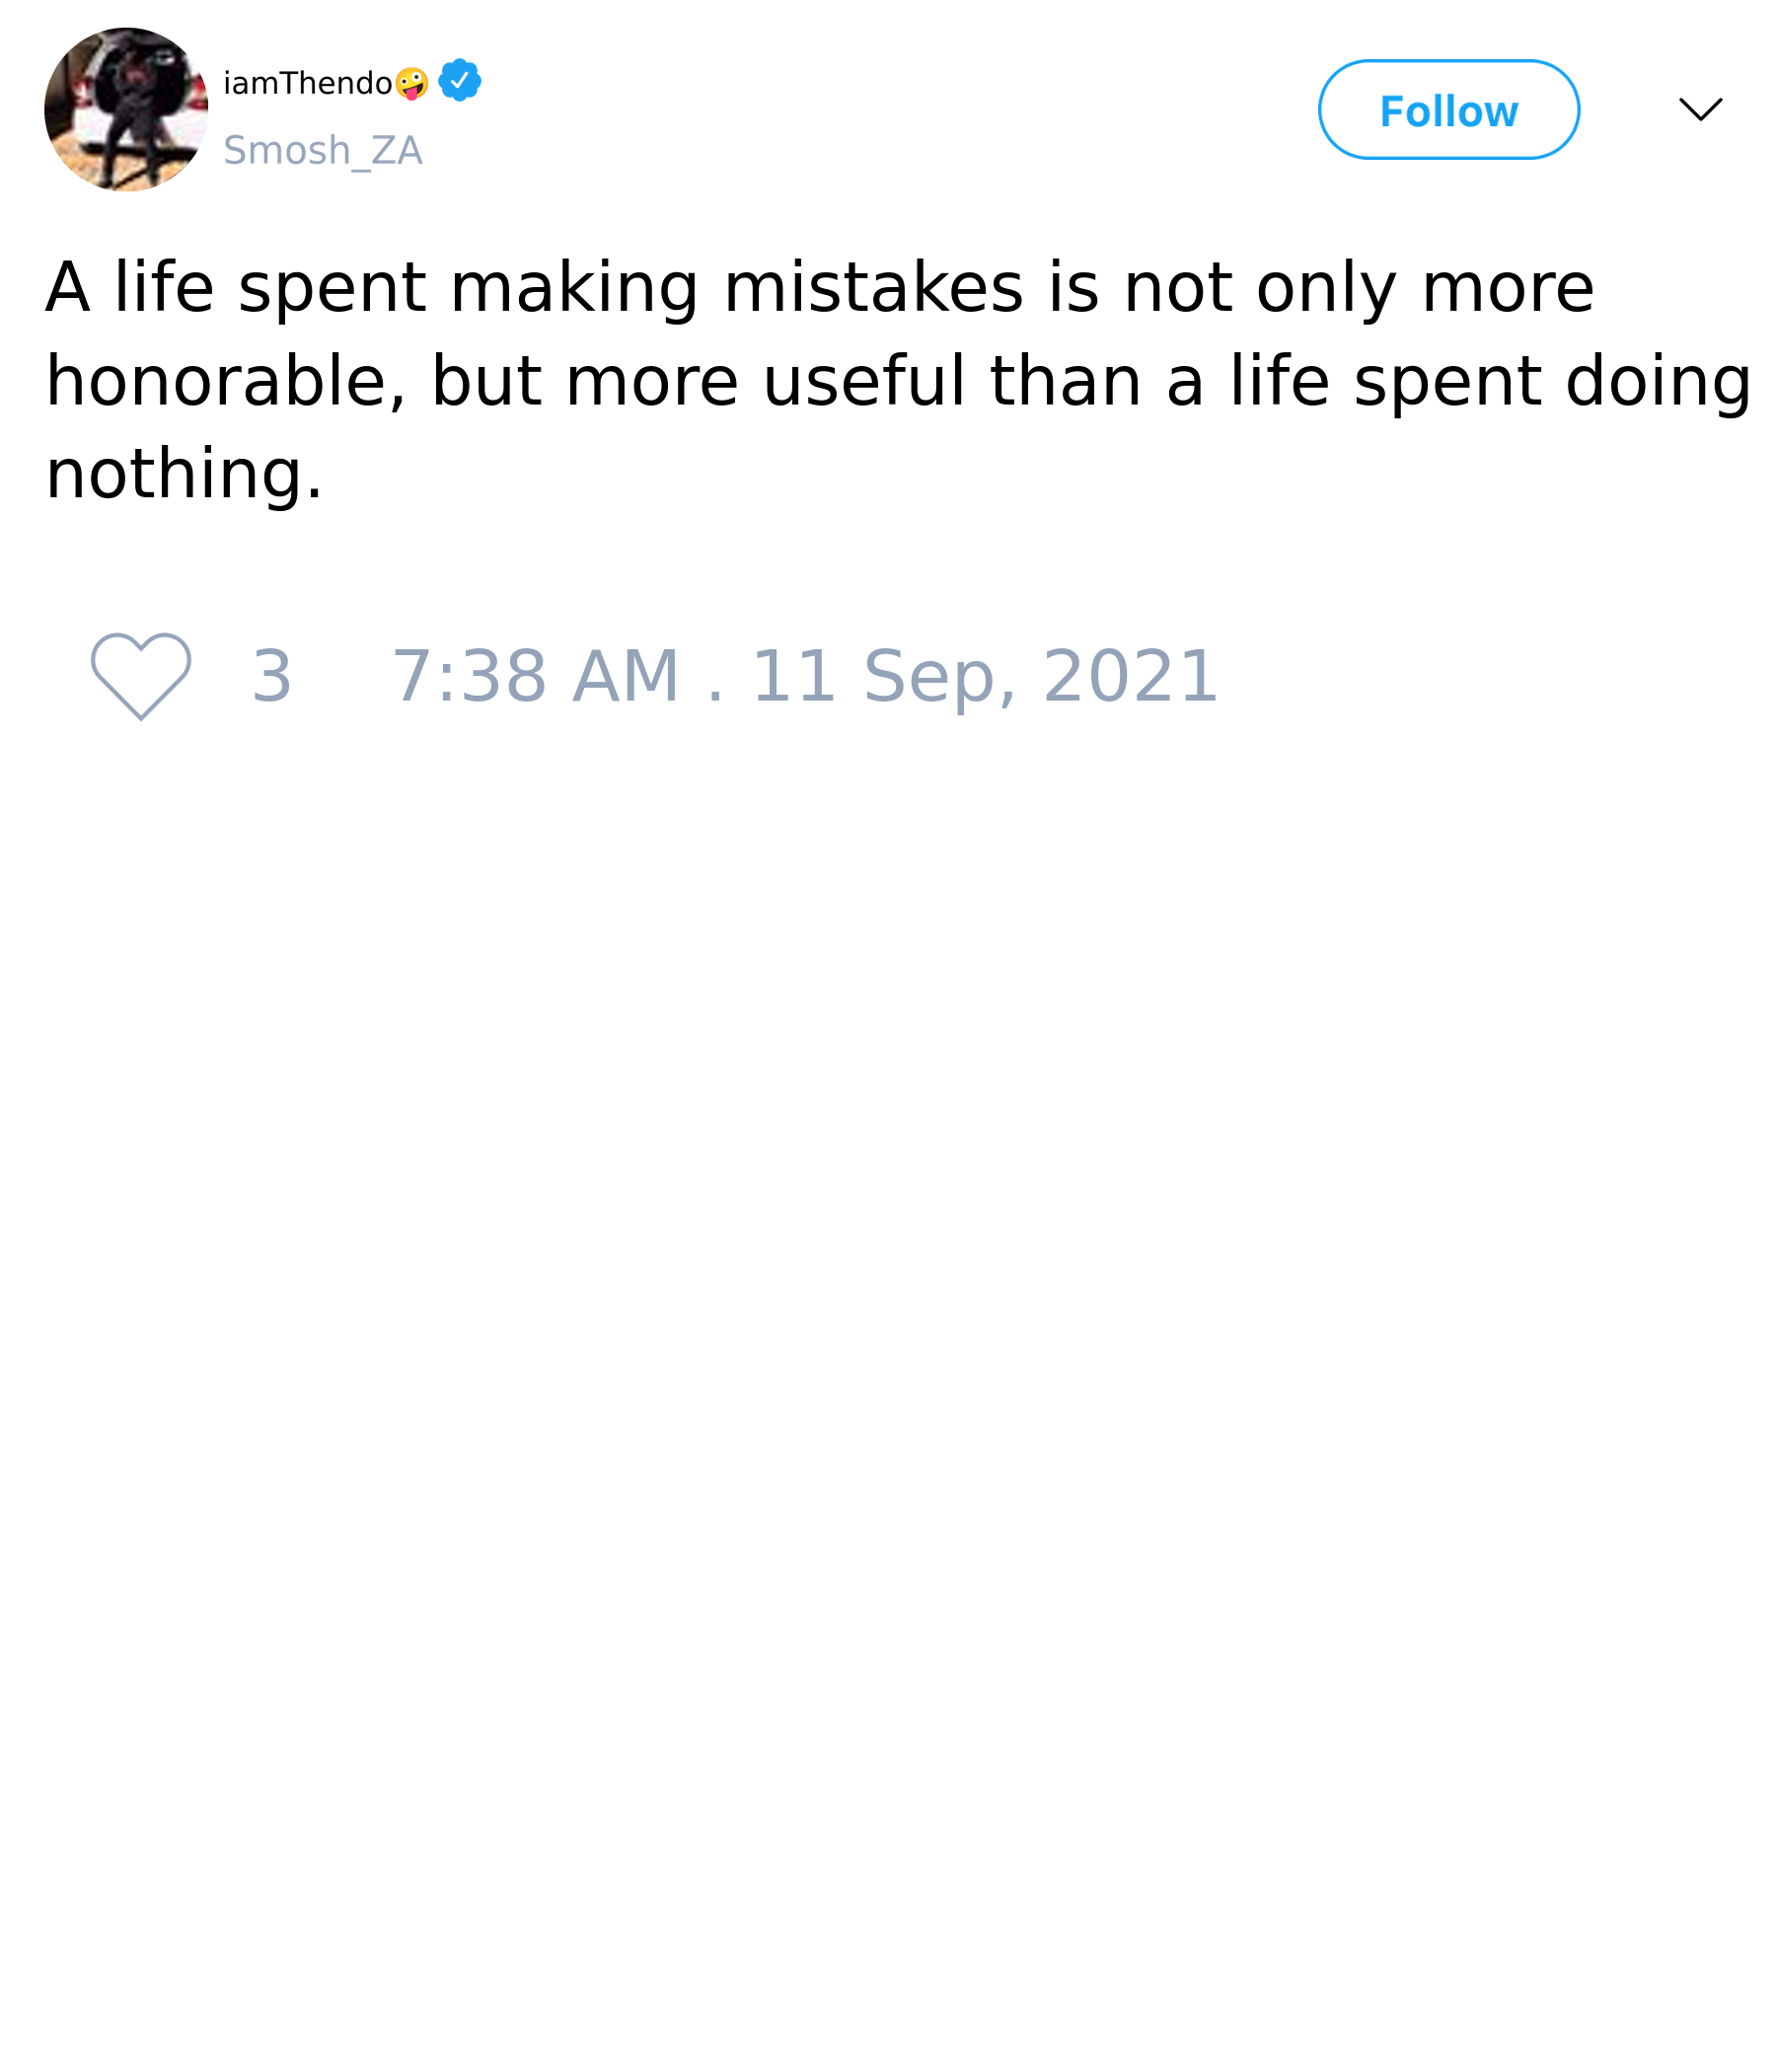 iamThendo🤪
Smosh_ZA
Follow
A life spent making mistakes is not only more
honorable, but more useful than a life spent doing
nothing.
3 7:38 AM . 11 Sep, 2021